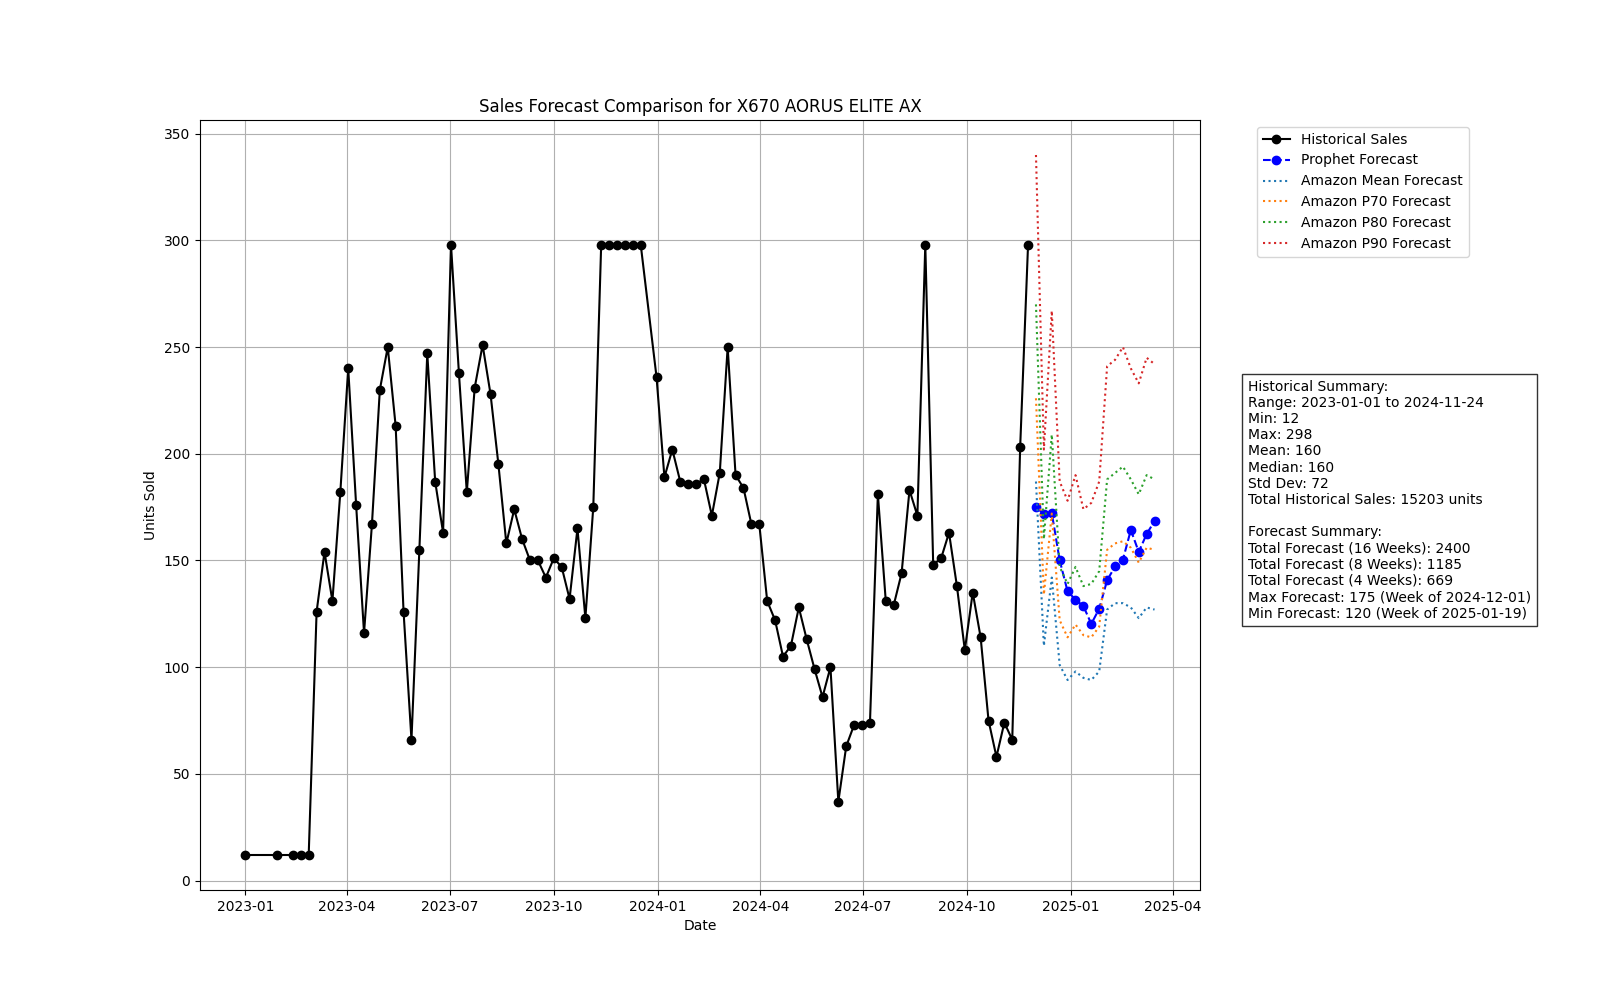 Sales Forecast Comparison for X670 AORUS ELITE AX
350
300
250
200
150
100
50
0
Units Sold
2023-01
2023-04
2023-07
2023-10
2024-01
2024-04
2024-07
2024-10
2025-01
2025-04
Date
Historical Sales
Prophet Forecast
Amazon Mean Forecast
Amazon P70 Forecast
Amazon P80 Forecast
Amazon P90 Forecast
Historical Summary:
Range: 2023-01-01 to 2024-11-24
Min: 12
Max: 298
Mean: 160
Median: 160
Std Dev: 72
Total Historical Sales: 15203 units
Forecast Summary:
Total Forecast (16 Weeks): 2400
Total Forecast (8 Weeks): 1185
Total Forecast (4 Weeks): 669
Max Forecast: 175 (Week of 2024-12-01)
Min Forecast: 120 (Week of 2025-01-19)